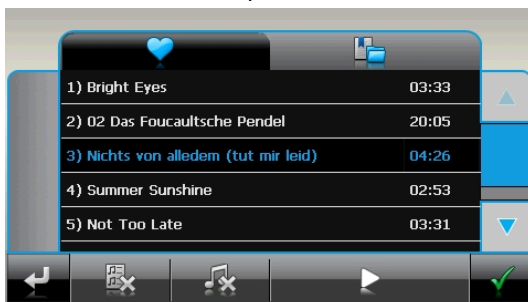 1) Bright Eyes 03:33
2) 02 Das Foucaultsche Pendel 20:05
3) Nichts von alledem (tut mir leid) 04:26
4) Summer Sunshine 02:53
5) Not Too Late 03:31